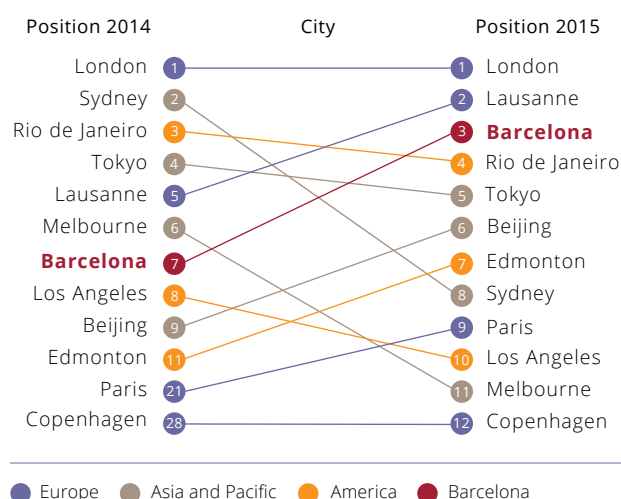 Position 2014 City Position 2015
London 1 1 London
Sydney 2 2 Lausanne
Rio de Janeiro 3 3 Barcelona
Tokyo 4 4 Rio de Janeiro
Lausanne 5 5 Tokyo
Melbourne 6 6 Beijing
Barcelona 7 7 Edmonton
Los Angeles 8 8 Sydney
Beijing 9 9 Paris
Edmonton 11 10 Los Angeles
Paris 21 11 Melbourne
Copenhagen 28 12 Copenhagen
Europe Asia and Pacific America Barcelona